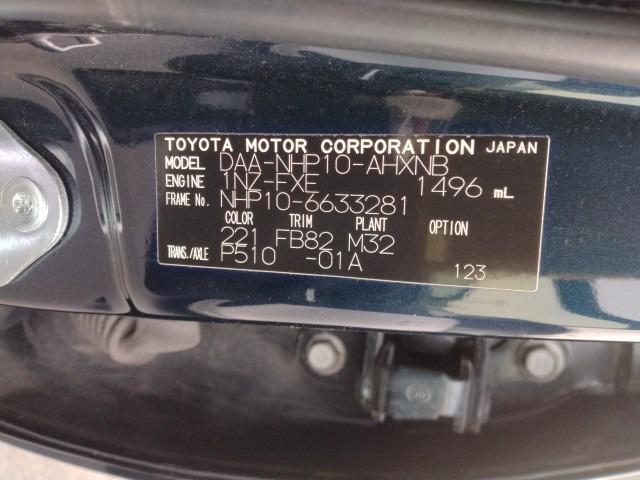 TOYOTA MOTOR CORPORATION JAPAN
MODEL DAA-NHP10-AHXNB
ENGINE 1NZ-FXE 1496 mL
FRAME No. NHP10-6633281
COLOR TRIM PLANT OPTION
221 FB82 M32
TRANS./AXLE P510 -01A
123